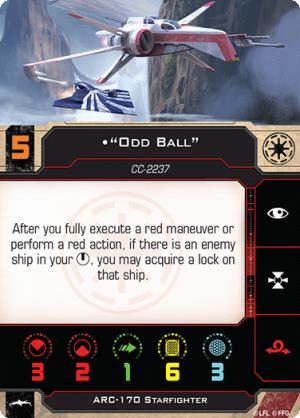 5
•“Odd Ball”
CC-2237
After you fully execute a red maneuver or
perform a red action, if there is an enemy
ship in your , you may acquire a lock on
that ship.
3 2 1 6 3
ARC-170 Starfighter
©LFL ©FFG